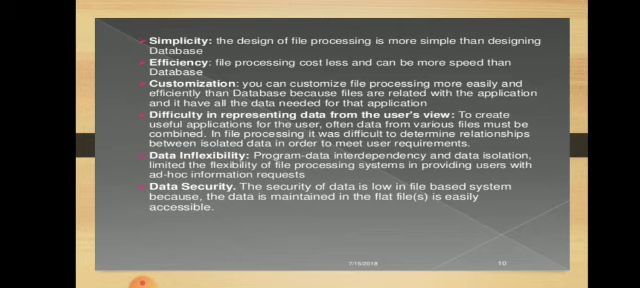 Simplicity: the design of file processing is more simple than designing
Database
Efficiency: file processing cost less and can be more speed than
Database
Customization: you can customize file processing more easily and
efficiently than Database because files are related with the application
and it have all the data needed for that application
Difficulty in representing data from the user's view: To create
useful applications for the user, often data from various files must be
combined. In file processing it was difficult to determine relationships
between isolated data in order to meet user requirements.
Data Inflexibility: Program-data interdependency and data isolation,
limited the flexibility of file processing systems in providing users with
ad-hoc information requests
Data Security. The security of data is low in file based system
because, the data is maintained in the flat file(s) is easily
accessible.
7/15/2018
10